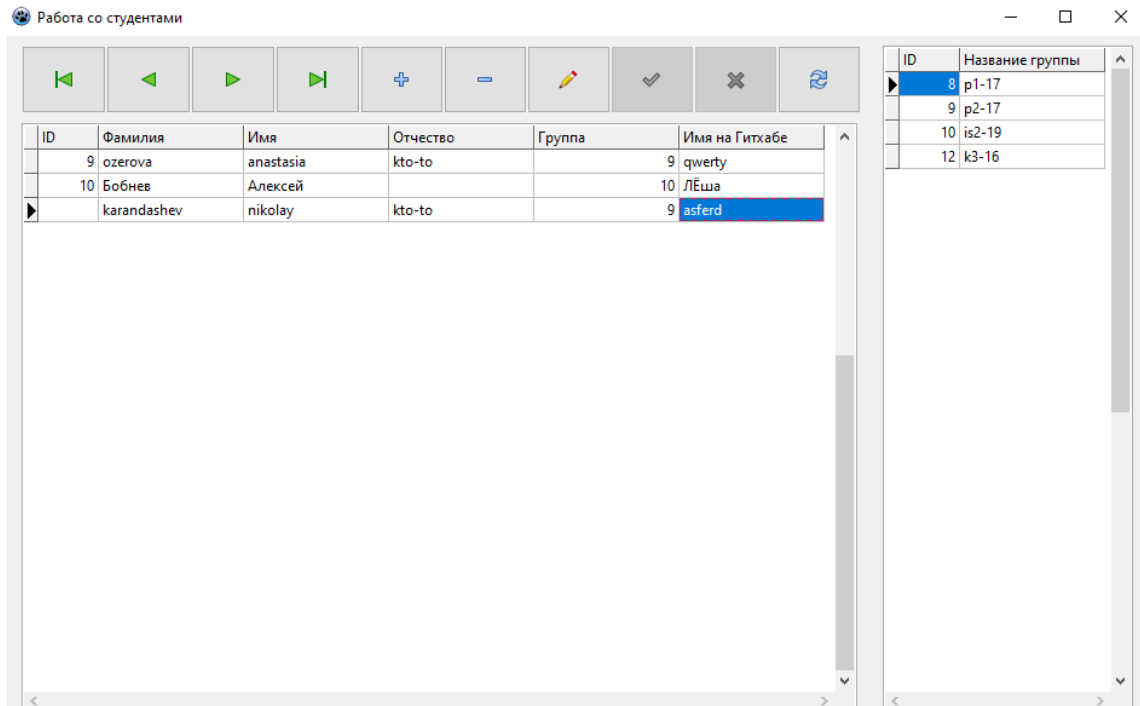 Работа со студентами
ID Фамилия Имя Отчество Группа Имя на Гитхабе
9 ozerova anastasia kto-to 9 qwerty
10 Бобнев Алексей 10 ЛЁша
karandashev nikolay kto-to 9 asferd
ID Название группы
8 p1-17
9 p2-17
10 is2-19
12 k3-16